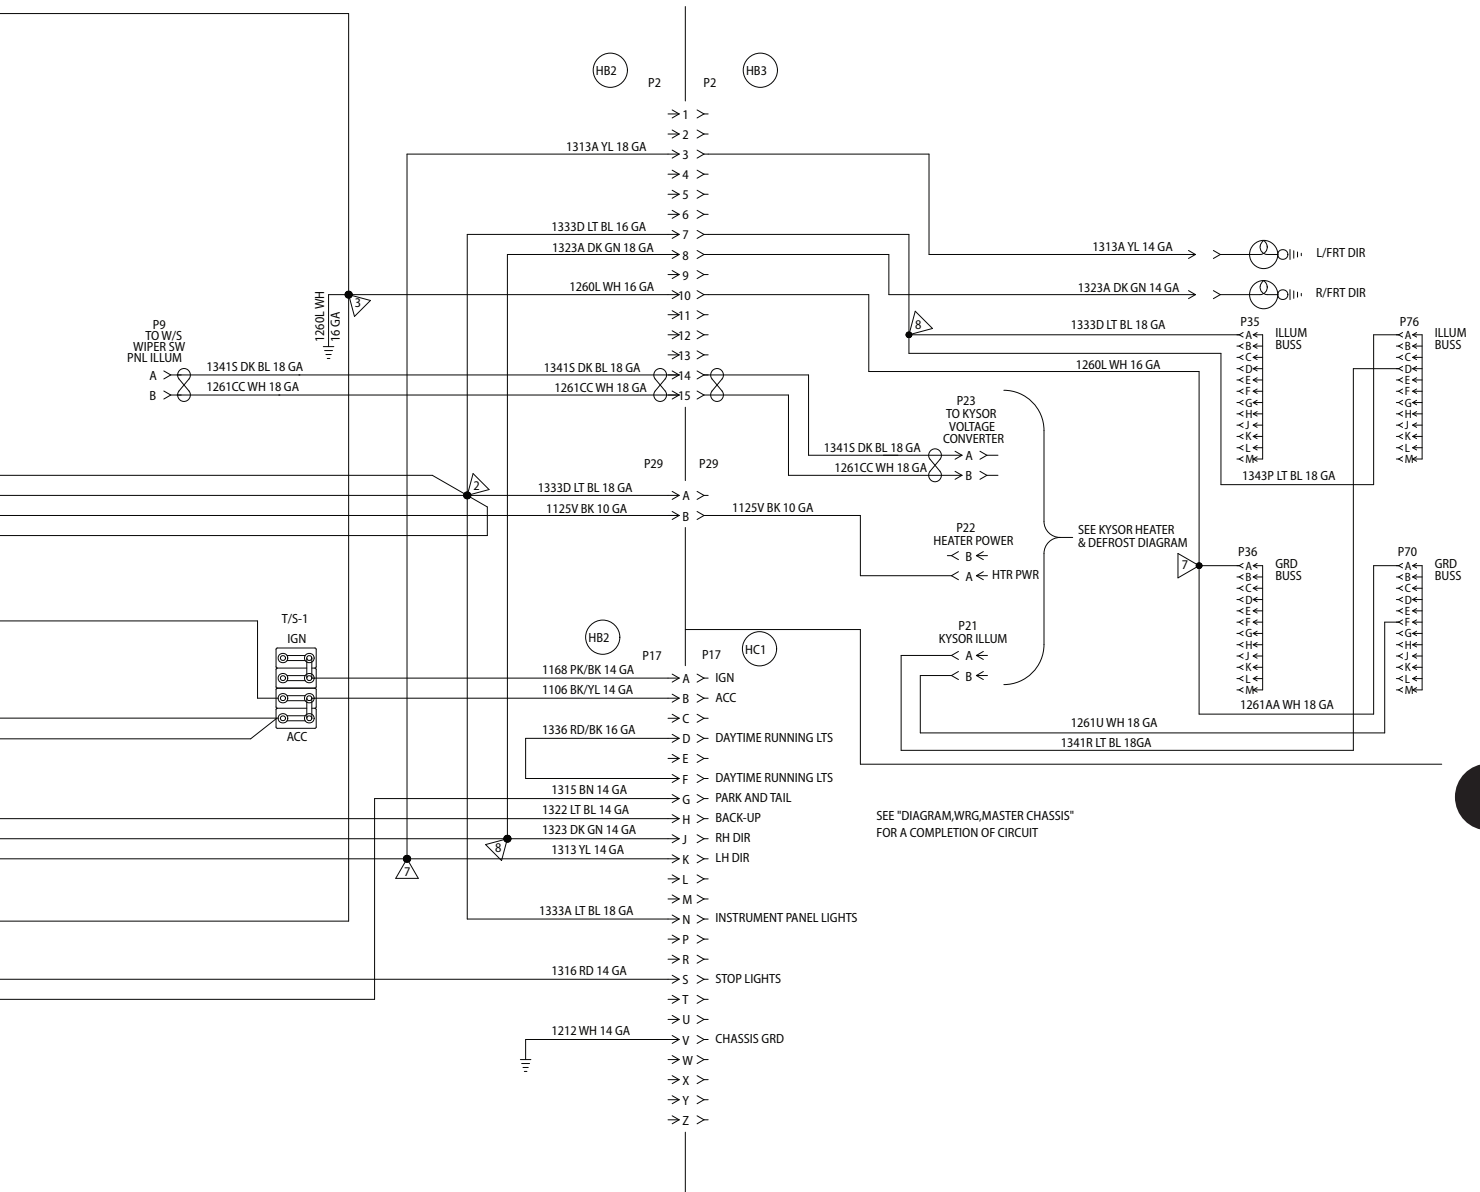 HB2
P2
P2
HB3
1
2
1313A YL 18 GA
3
4
5
6
1333D LT BL 16 GA
7
1323A DK GN 18 GA
8
9
1260L WH 16 GA
10
11
12
13
1341S DK BL 18 GA
14
1261CC WH 18 GA
15
3
1260L WH
16 GA
P9
TO W/S
WIPER SW
PNL ILLUM
A
1341S DK BL 18 GA
B
1261CC WH 18 GA
1313A YL 14 GA
L/FRT DIR
1323A DK GN 14 GA
R/FRT DIR
8
1333D LT BL 18 GA
1260L WH 16 GA
P35
ILLUM
BUSS
A
B
C
D
E
F
G
H
J
K
L
M
P76
ILLUM
BUSS
A
B
C
D
E
F
G
H
J
K
L
M
1343P LT BL 18 GA
P23
TO KYSOR
VOLTAGE
CONVERTER
1341S DK BL 18 GA
A
1261CC WH 18 GA
B
P29
P29
2
1333D LT BL 18 GA
A
1125V BK 10 GA
B
1125V BK 10 GA
P22
HEATER POWER
B
A
HTR PWR
SEE KYSOR HEATER
& DEFROST DIAGRAM
7
P36
GRD
BUSS
A
B
C
D
E
F
G
H
J
K
L
M
P70
GRD
BUSS
A
B
C
D
E
F
G
H
J
K
L
M
P21
KYSOR ILLUM
A
B
1261AA WH 18 GA
1261U WH 18 GA
1341R LT BL 18GA
T/S-1
IGN
ACC
HB2
P17
P17
HC1
1168 PK/BK 14 GA
A
IGN
1106 BK/YL 14 GA
B
ACC
C
1336 RD/BK 16 GA
D
DAYTIME RUNNING LTS
E
F
DAYTIME RUNNING LTS
1315 BN 14 GA
G
PARK AND TAIL
1322 LT BL 14 GA
H
BACK-UP
1323 DK GN 14 GA
J
RH DIR
8
1313 YL 14 GA
K
LH DIR
7
L
M
1333A LT BL 18 GA
N
INSTRUMENT PANEL LIGHTS
P
R
1316 RD 14 GA
S
STOP LIGHTS
T
U
1212 WH 14 GA
V
CHASSIS GRD
W
X
Y
Z
SEE "DIAGRAM,WRG,MASTER CHASSIS"
FOR A COMPLETION OF CIRCUIT